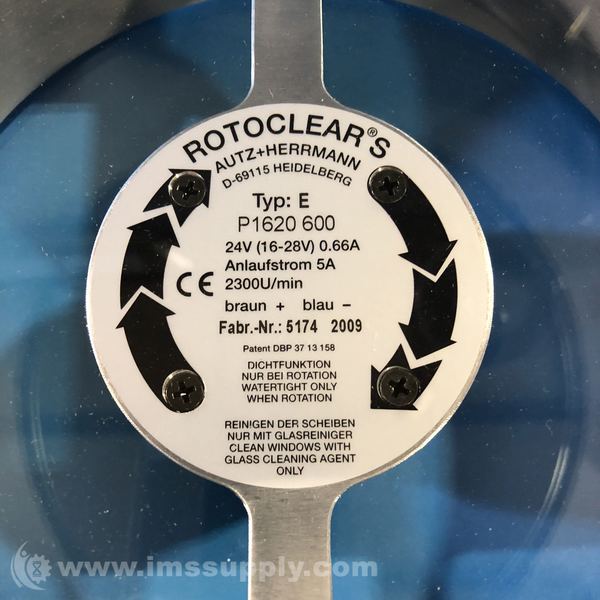 ROTOCLEAR®S
AUTZ+HERRMANN
D-69115 HEIDELBERG
Typ: E
P1620 600
24V (16-28V) 0.66A
Anlaufstrom 5A
CE 2300U/min
braun + blau –
Fabr.-Nr.: 5174 2009
Patent DBP 37 13 158
DICHTFUNKTION
NUR BEI ROTATION
WATERTIGHT ONLY
WHEN ROTATION
REINIGEN DER SCHEIBEN
NUR MIT GLASREINIGER
CLEAN WINDOWS WITH
GLASS CLEANING AGENT
ONLY
www.imssupply.com